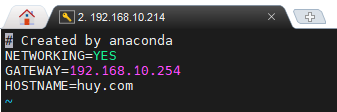 2. 192.168.10.214
# Created by anaconda
NETWORKING=YES
GATEWAY=192.168.10.254
HOSTNAME=huy.com
~